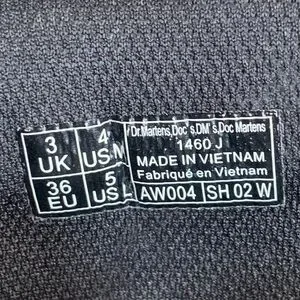 3 UK
4 US M
36 EU
5 US L
Dr.Martens,Doc's,DM's,Doc Martens
1460 J
MADE IN VIETNAM
Fabriqué en Vietnam
AW004
SH 02 W